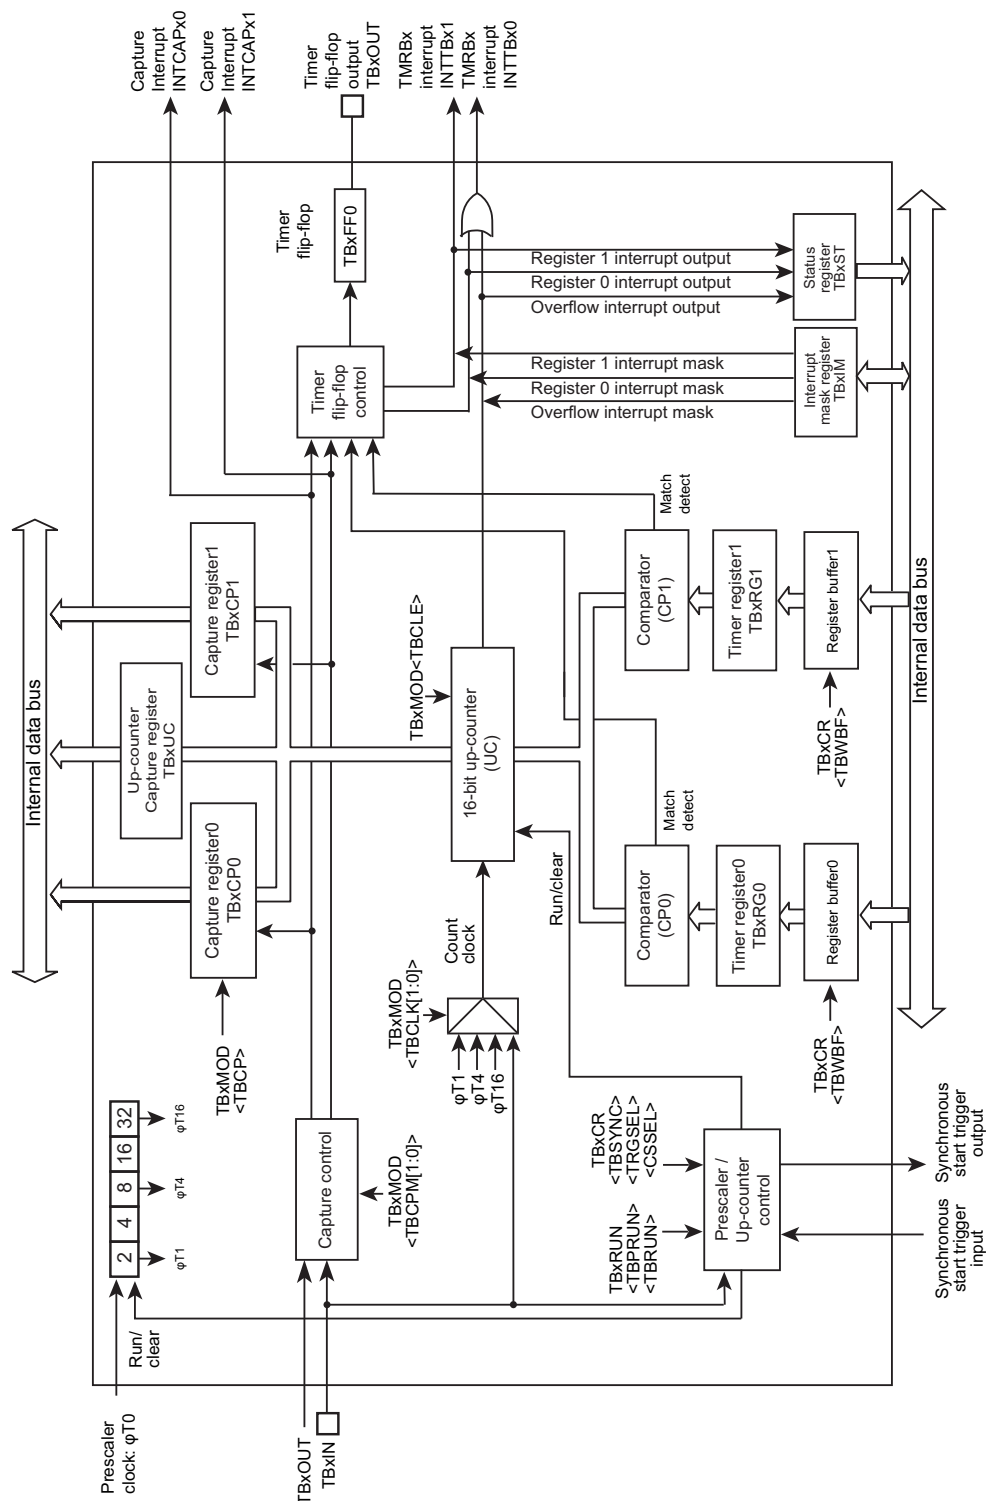 Prescaler
clock: φT0
Run/
clear
2
4
8
16
32
φT1
φT4
φT16
TBxOUT
TBxIN
Capture control
TBxMOD
<TBCPM[1:0]>
TBxMOD
<TBCP>
Internal data bus
Capture register0
TBxCP0
Up-counter
Capture register
TBxUC
Capture register1
TBxCP1
Capture
Interrupt
INTCAPx0
Capture
Interrupt
INTCAPx1
Timer
flip-flop
control
Timer
flip-flop
TBxFF0
Timer
flip-flop
output
TBxOUT
TMRBx
interrupt
INTTBx1
TMRBx
interrupt
INTTBx0
φT1
φT4
φT16
TBxMOD
<TBCLK[1:0]>
Count
clock
16-bit up-counter
(UC)
TBxMOD<TBCLE>
Run/clear
Register 1 interrupt output
Register 0 interrupt output
Overflow interrupt output
Register 1 interrupt mask
Register 0 interrupt mask
Overflow interrupt mask
Status
register
TBxST
Interrupt
mask register
TBxIM
TBxRUN
<TBPRUN>
<TBRUN>
TBxCR
<TBSYNC>
<TRGSEL>
<CSSEL>
Prescaler /
Up-counter
control
Comparator
(CP0)
Match
detect
Timer register0
TBxRG0
Register buffer0
TBxCR
<TBWBF>
Comparator
(CP1)
Match
detect
Timer register1
TBxRG1
Register buffer1
TBxCR
<TBWBF>
Internal data bus
Synchronous
start trigger
input
Synchronous
start trigger
output